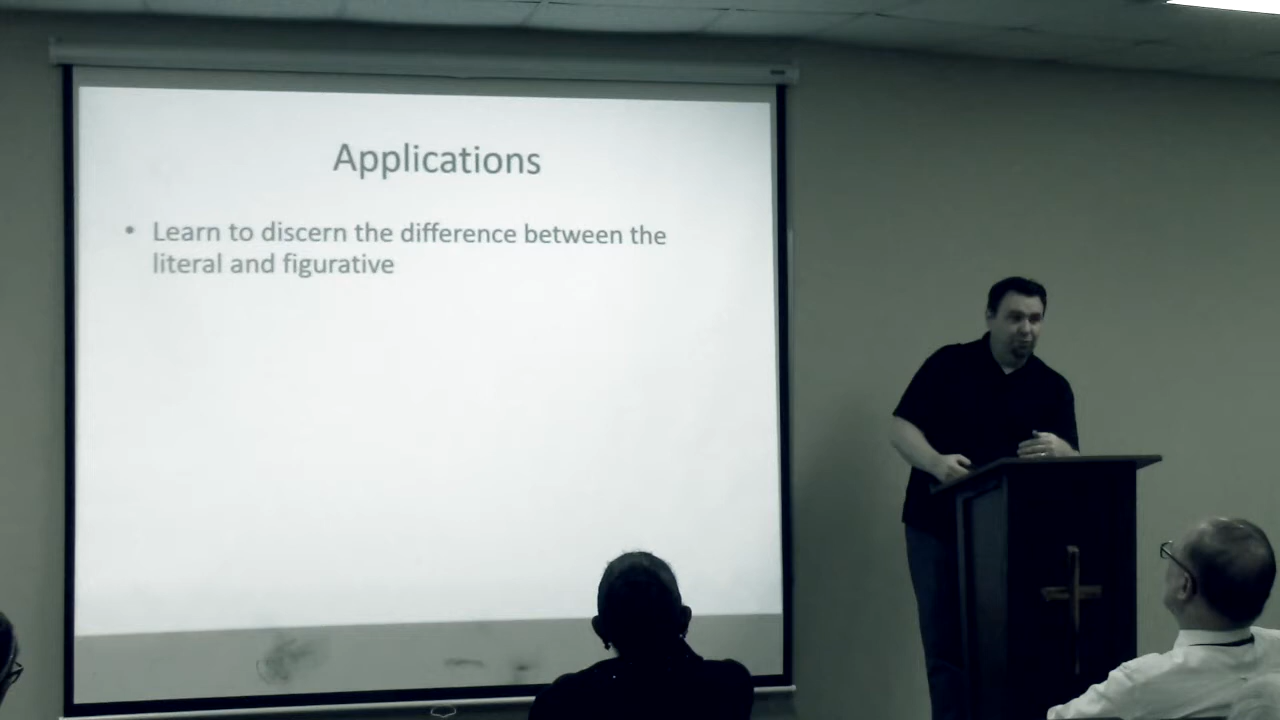 Applications
• Learn to discern the difference between the
literal and figurative